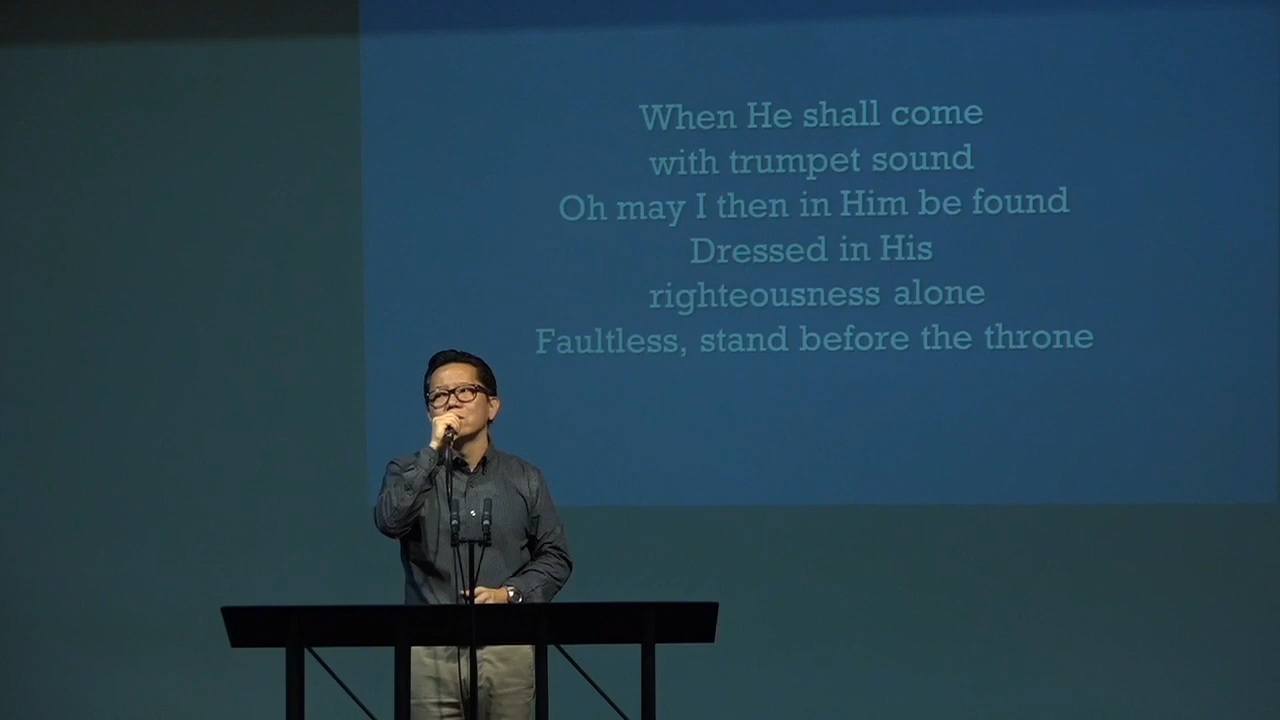 When He shall come
with trumpet sound
Oh may I then in Him be found
Dressed in His
righteousness alone
Faultless, stand before the throne